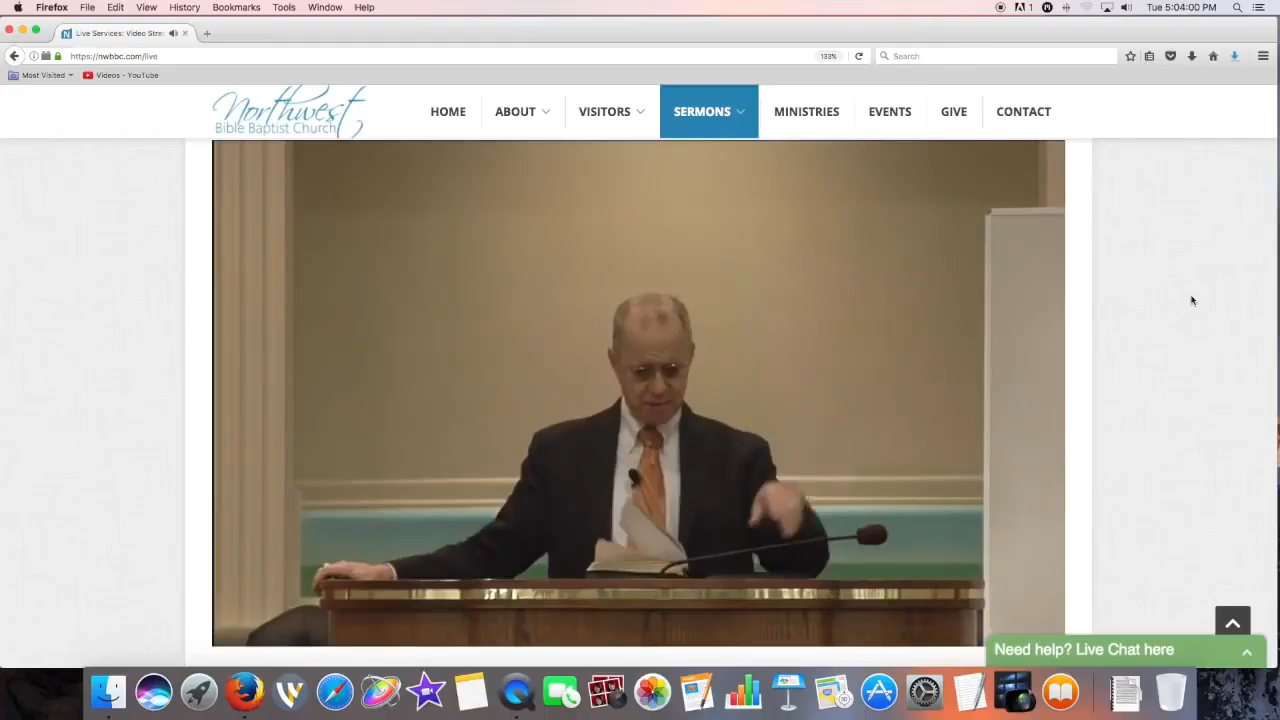 Firefox File Edit View History Bookmarks Tools Window Help 1 Tue 5:04:00 PM
Live Services: Video Stre
https://nwbbc.com/live 133% Search
Most Visited Videos - YouTube
Northwest
Bible Baptist Church
HOME ABOUT VISITORS SERMONS MINISTRIES EVENTS GIVE CONTACT
Need help? Live Chat here